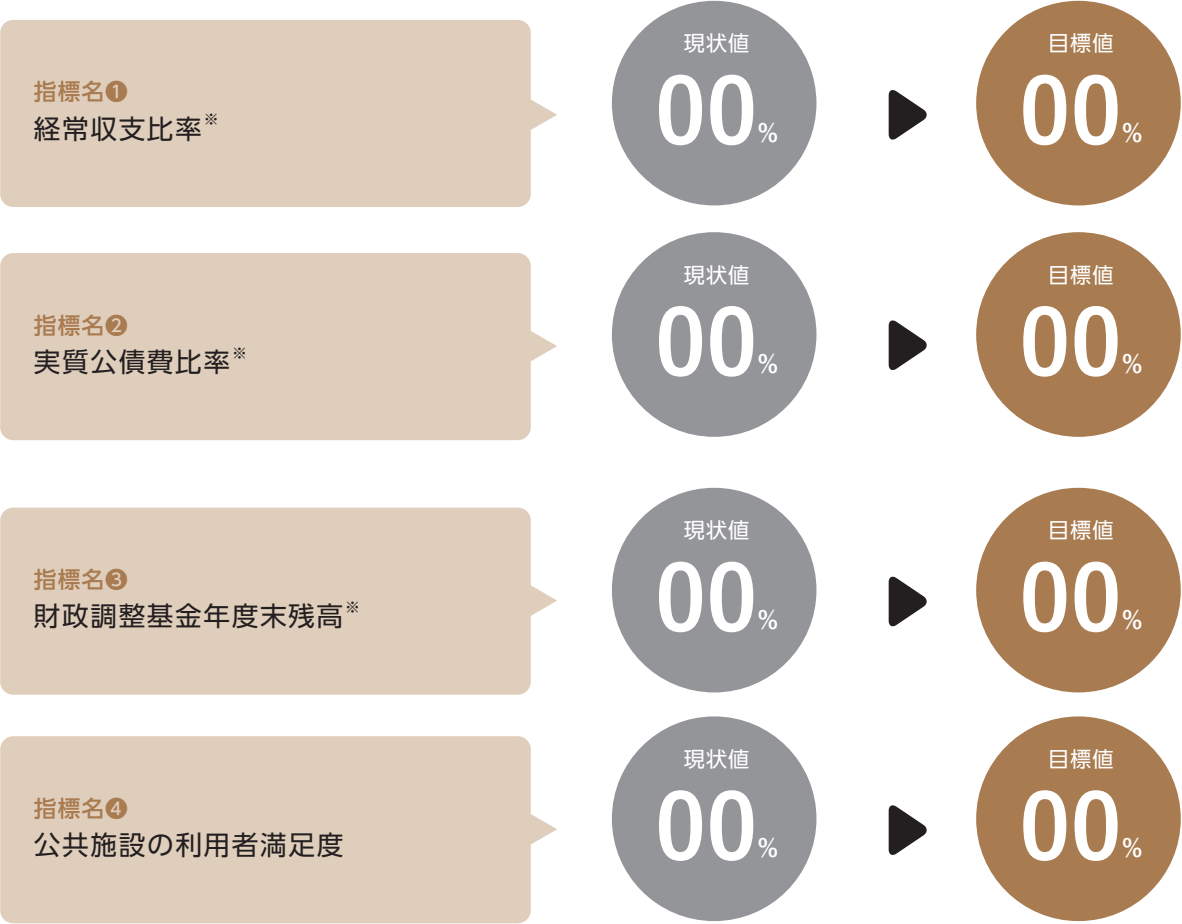 指標名❶
経常収支比率※
現状値
00%
目標値
00%
指標名❷
実質公債費比率※
現状値
00%
目標値
00%
指標名❸
財政調整基金年度末残高※
現状値
00%
目標値
00%
指標名❹
公共施設の利用者満足度
現状値
00%
目標値
00%